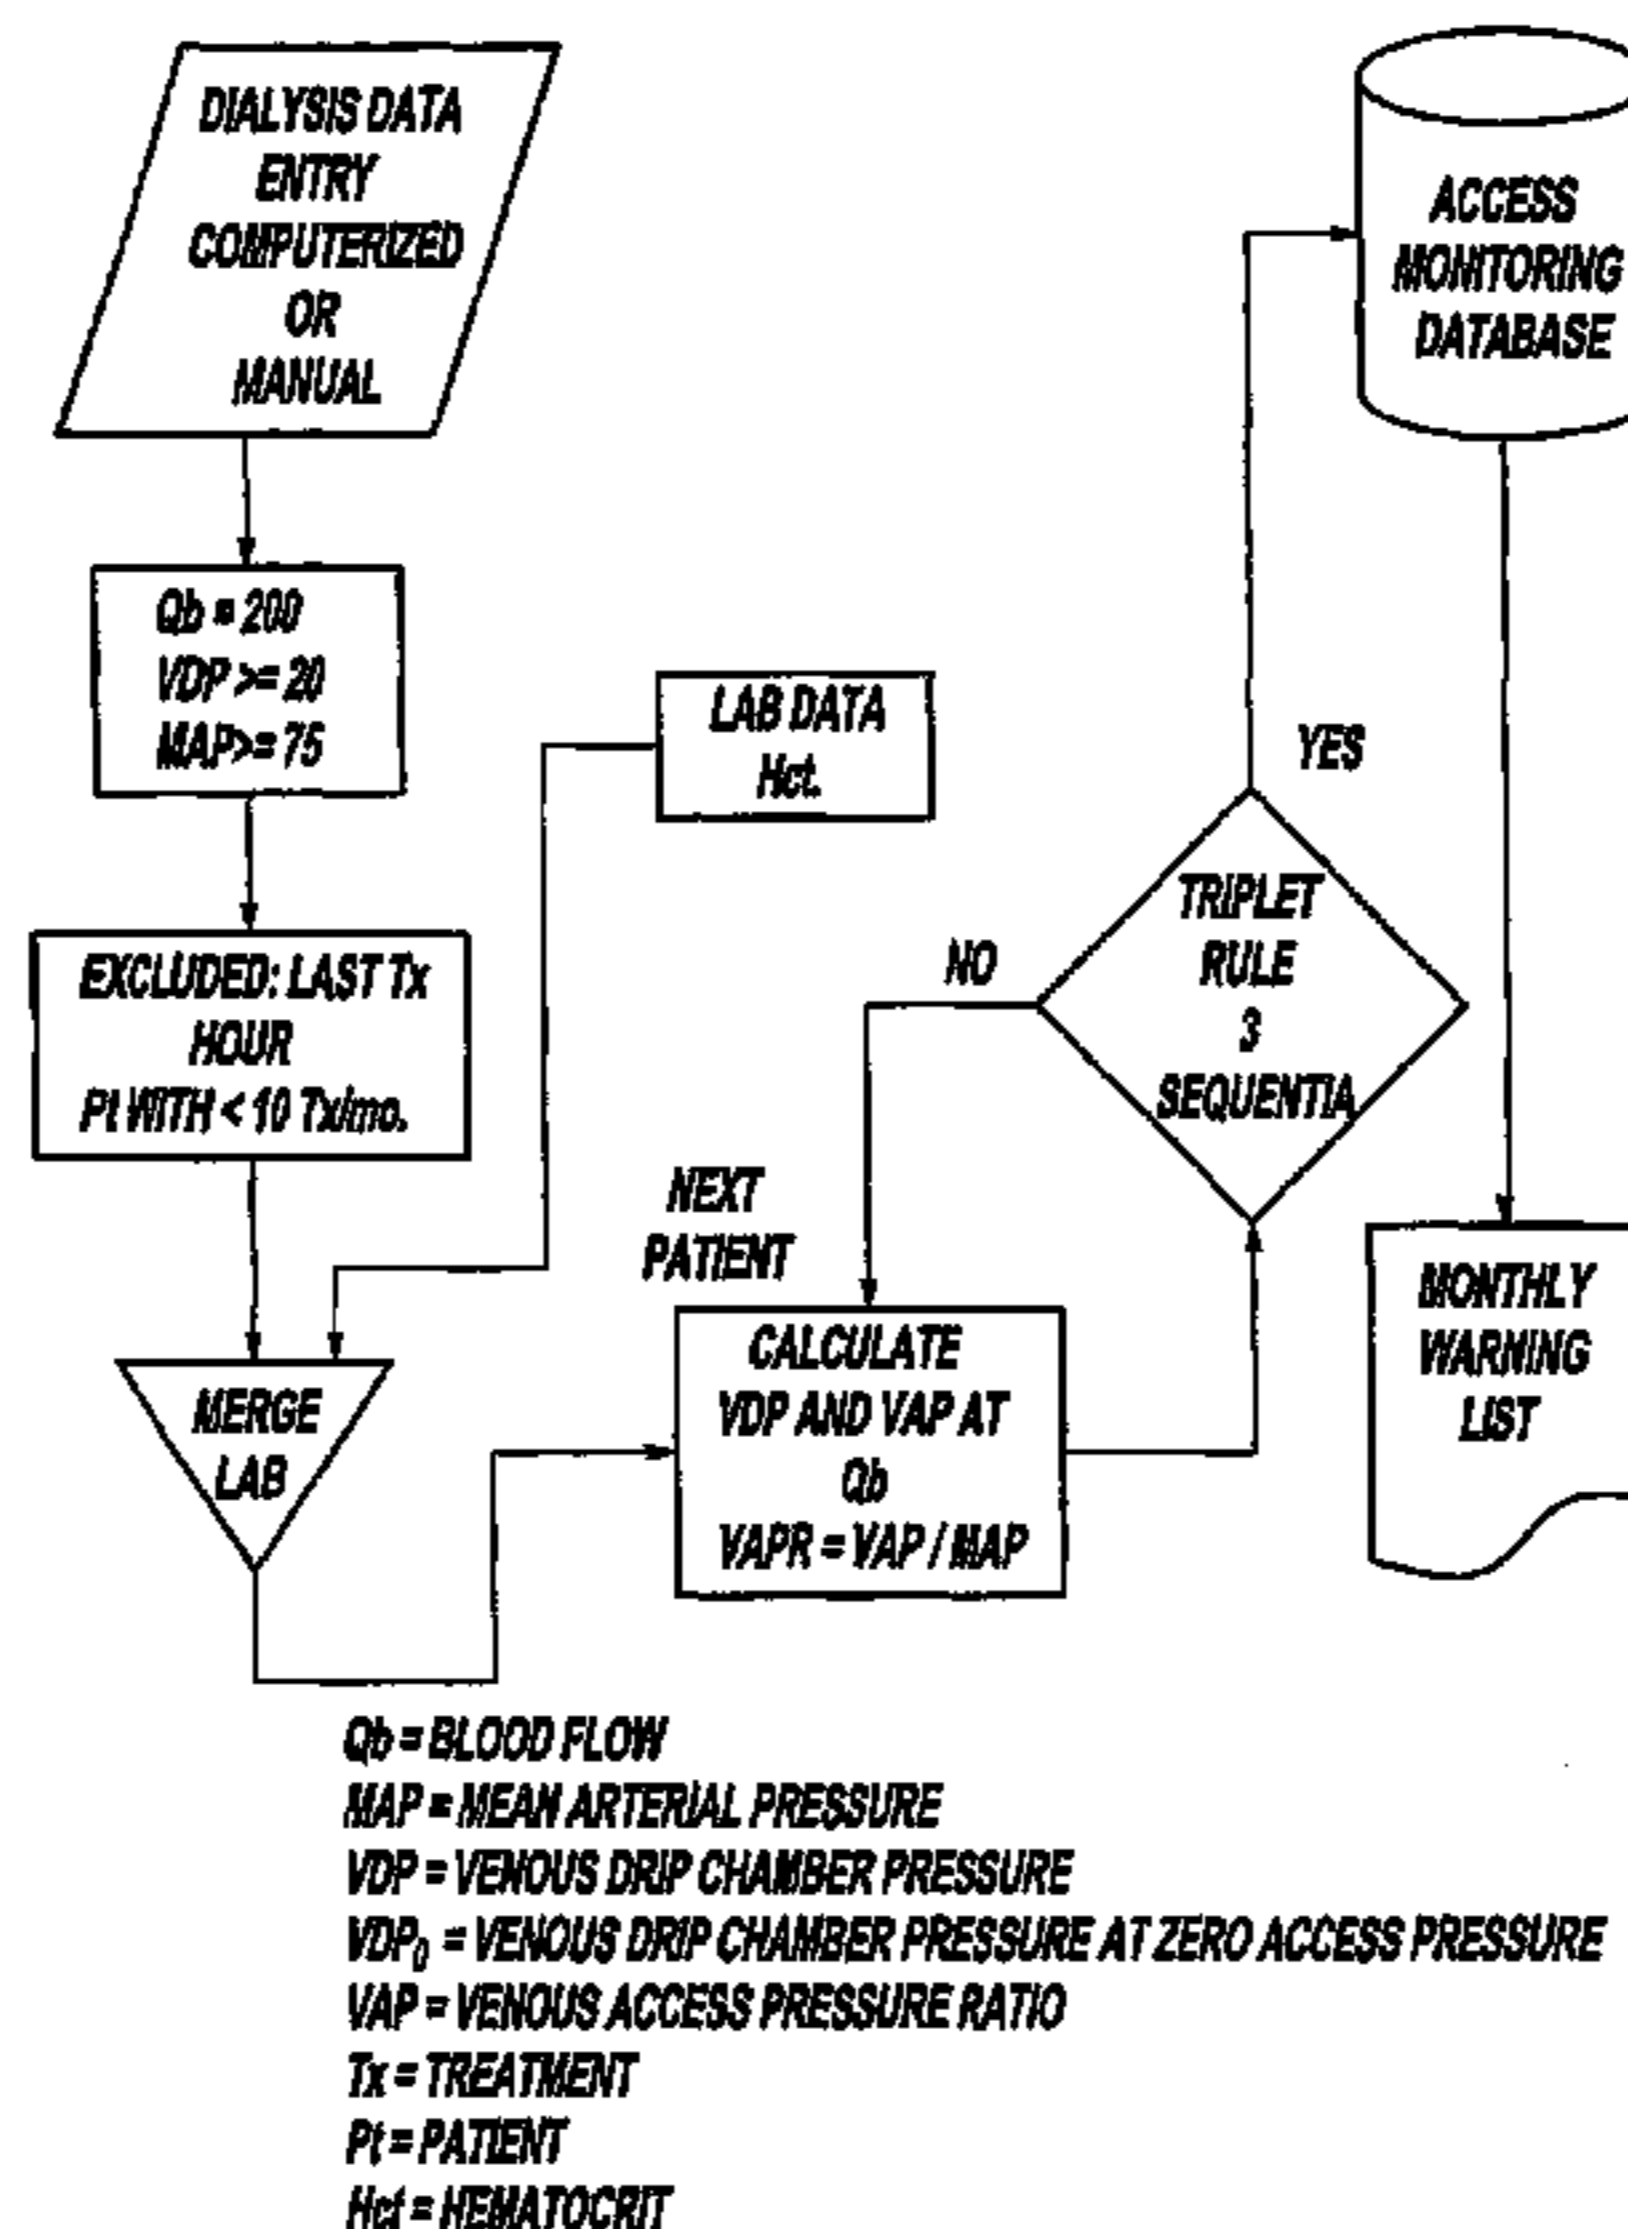 DIALYSIS DATA
ENTRY
COMPUTERIZED
OR
MANUAL
Qb = 200
VDP >= 20
MAP>= 75
EXCLUDED: LAST Tx
HOUR
Pt WITH < 10 Tx/mo.
MERGE
LAB
LAB DATA
Hct.
NEXT
PATIENT
CALCULATE
VDP AND VAP AT
Qb
VAPR = VAP / MAP
NO
TRIPLET
RULE
3
SEQUENTIA
YES
ACCESS
MONITORING
DATABASE
MONTHLY
WARNING
LIST
Qb = BLOOD FLOW
MAP = MEAN ARTERIAL PRESSURE
VDP = VENOUS DRIP CHAMBER PRESSURE
VDP₀ = VENOUS DRIP CHAMBER PRESSURE AT ZERO ACCESS PRESSURE
VAP = VENOUS ACCESS PRESSURE RATIO
Tx = TREATMENT
Pt = PATIENT
Hct = HEMATOCRIT